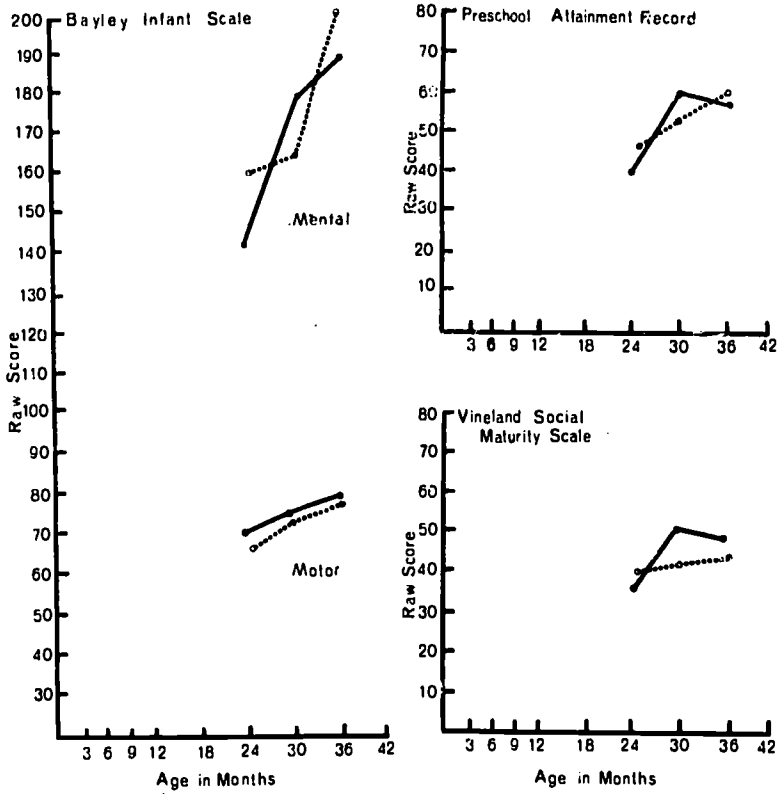 Bayley Infant Scale
200
190
180
170
160
150
140
130
120
110
100
90
80
70
60
50
40
30
Raw Score
Mental
Motor
3 6 9 12 18 24 30 36 42
Age in Months
Preschool Attainment Record
80
70
60
50
40
30
20
10
Raw Score
3 6 9 12 18 24 30 36 42
Vineland Social
Maturity Scale
80
70
60
50
40
30
20
10
Raw Score
3 6 9 12 18 24 30 36 42
Age in Months